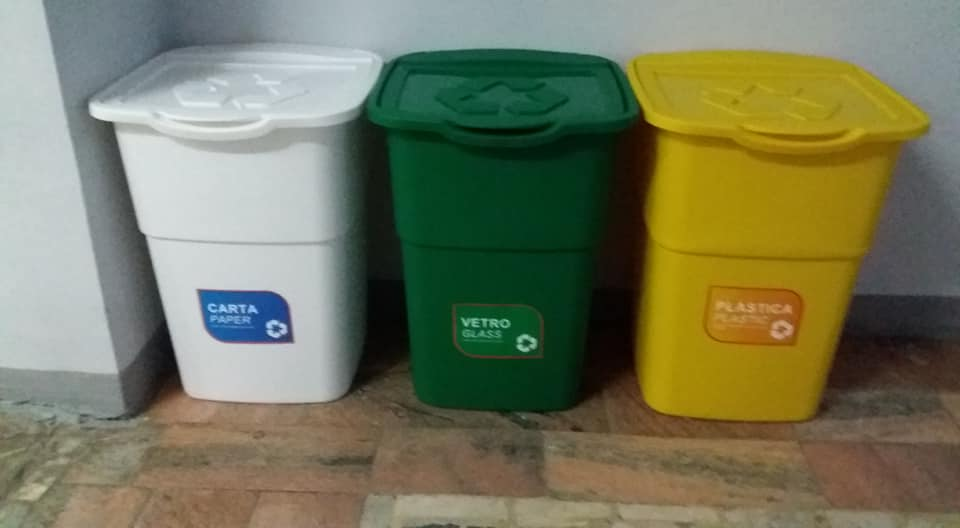 CARTA
PAPER
VETRO
GLASS
PLASTICA
PLASTIC